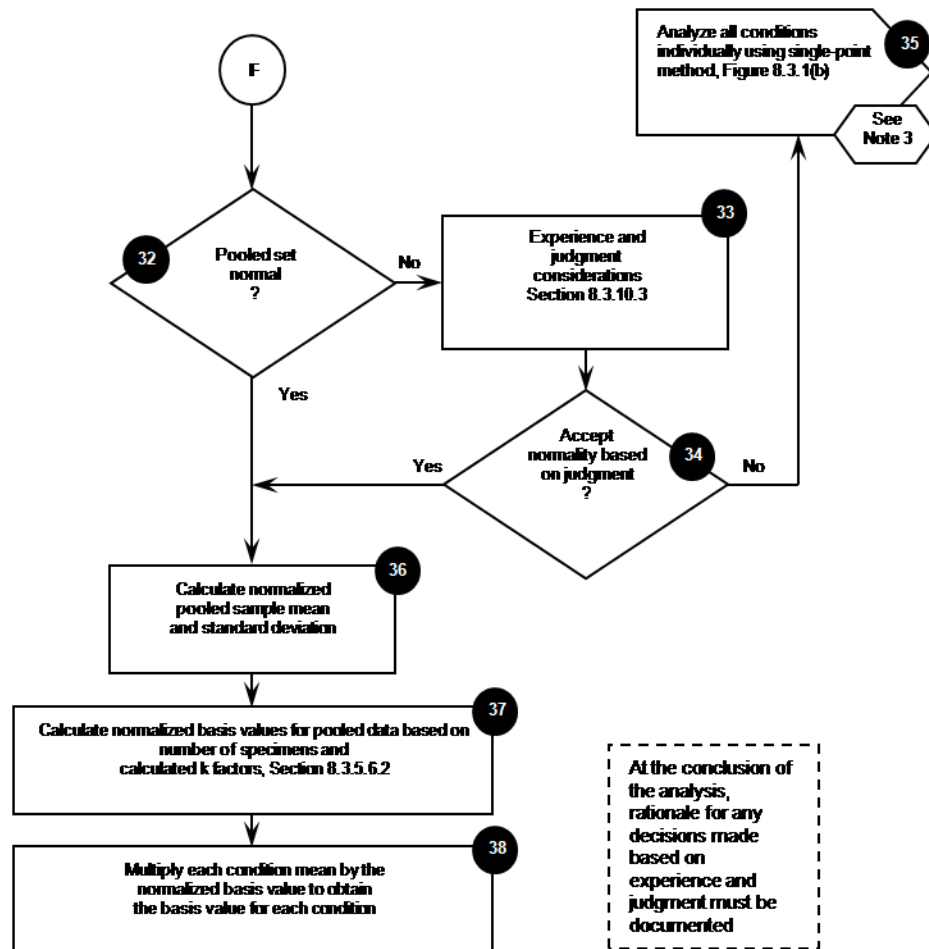 IF
32
Pooled set
normal
?
No
Yes
33
Experience and
judgment
considerations
Section 8.3.10.3
34
Accept
normality based
on judgment
?
Yes
No
35
Analyze all conditions
individually using single-point
method, Figure 8.3.1(b)
See
Note 3
36
Calculate normalized
pooled sample mean
and standard deviation
37
Calculate normalized basis values for pooled data based on
number of specimens and
calculated k factors, Section 8.3.5.6.2
38
Multiply each condition mean by the
normalized basis value to obtain
the basis value for each condition
At the conclusion of
the analysis,
rationale for any
decisions made
based on
experience and
judgment must be
documented